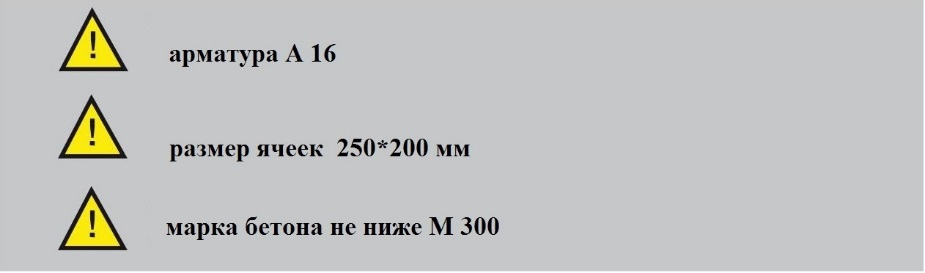 арматура А 16
размер ячеек 250*200 мм
марка бетона не ниже М 300